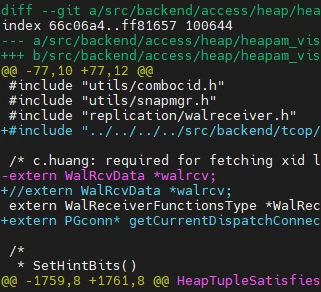 diff --git a/src/backend/access/heap/hea
index 66c06a4..ff81657 100644
--- a/src/backend/access/heap/heapam_vis
+++ b/src/backend/access/heap/heapam_vis
@@ -77,10 +77,12 @@
 #include "utils/combocid.h"
 #include "utils/snapmgr.h"
 #include "replication/walreceiver.h"
+#include "../../../../src/backend/tcop/
 /* c.huang: required for fetching xid l
-extern WalRcvData *walrcv;
+//extern WalRcvData *walrcv;
 extern WalReceiverFunctionsType *WalRec
+extern PGconn* getCurrentDispatchConnec
 /*
  * SetHintBits()
@@ -1759,8 +1761,8 @@ HeapTupleSatisfies